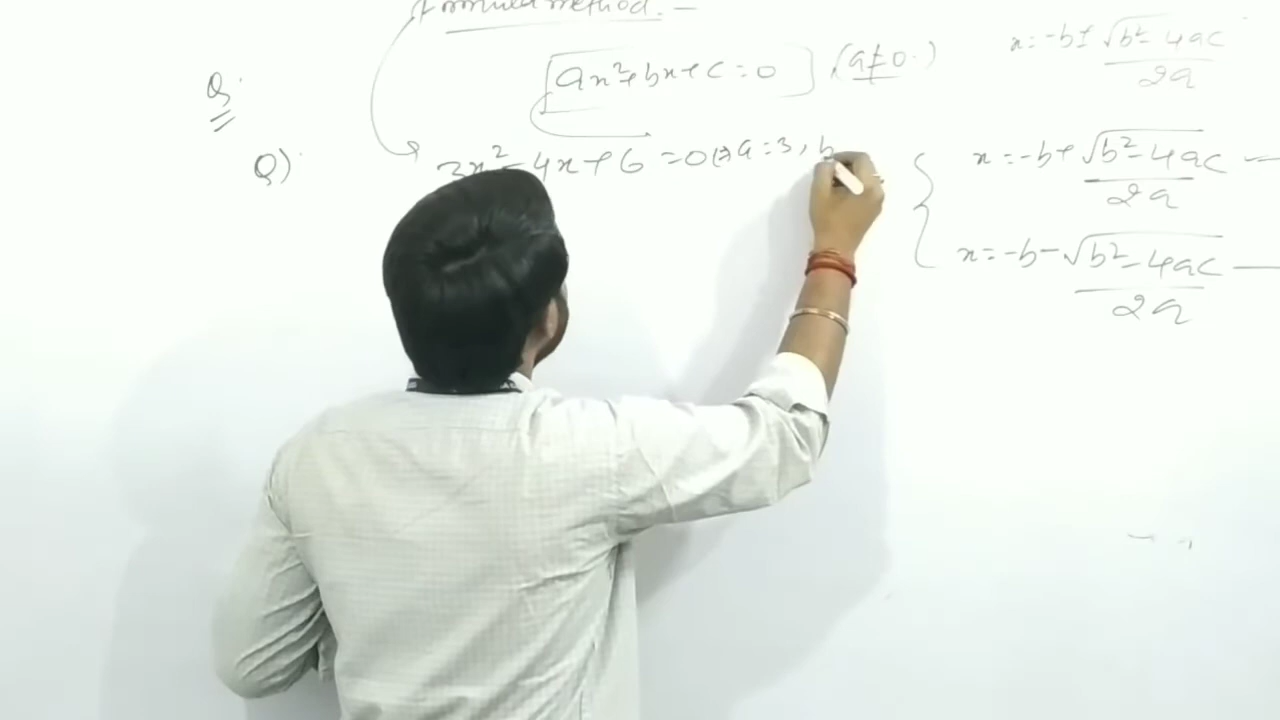 Formula method. -
ax²+bx+c=0 (a≠0.)
x=-b±√b²-4ac/2a
Q.
Q) 3x²-4x+6=0 ⇒ a=3, b
x=-b+√b²-4ac/2a
x=-b-√b²-4ac/2a